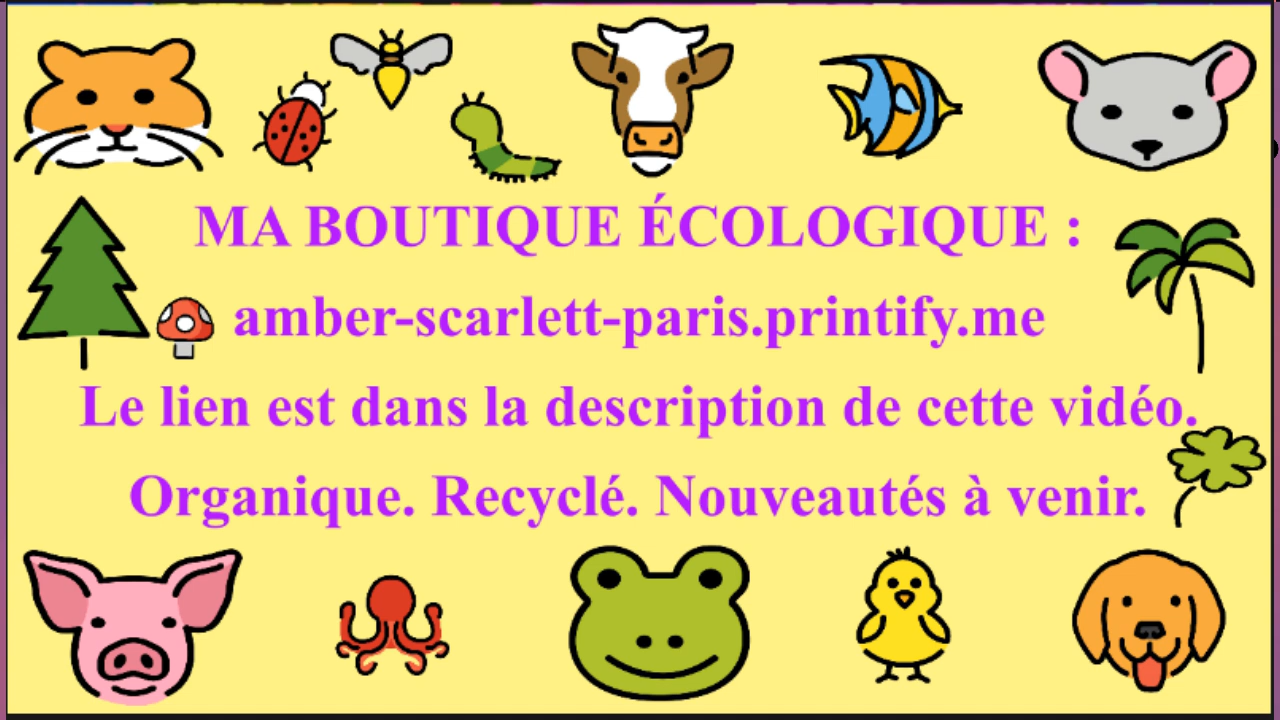 MA BOUTIQUE ÉCOLOGIQUE :
amber-scarlett-paris.printify.me
Le lien est dans la description de cette vidéo.
Organique. Recyclé. Nouveautés à venir.